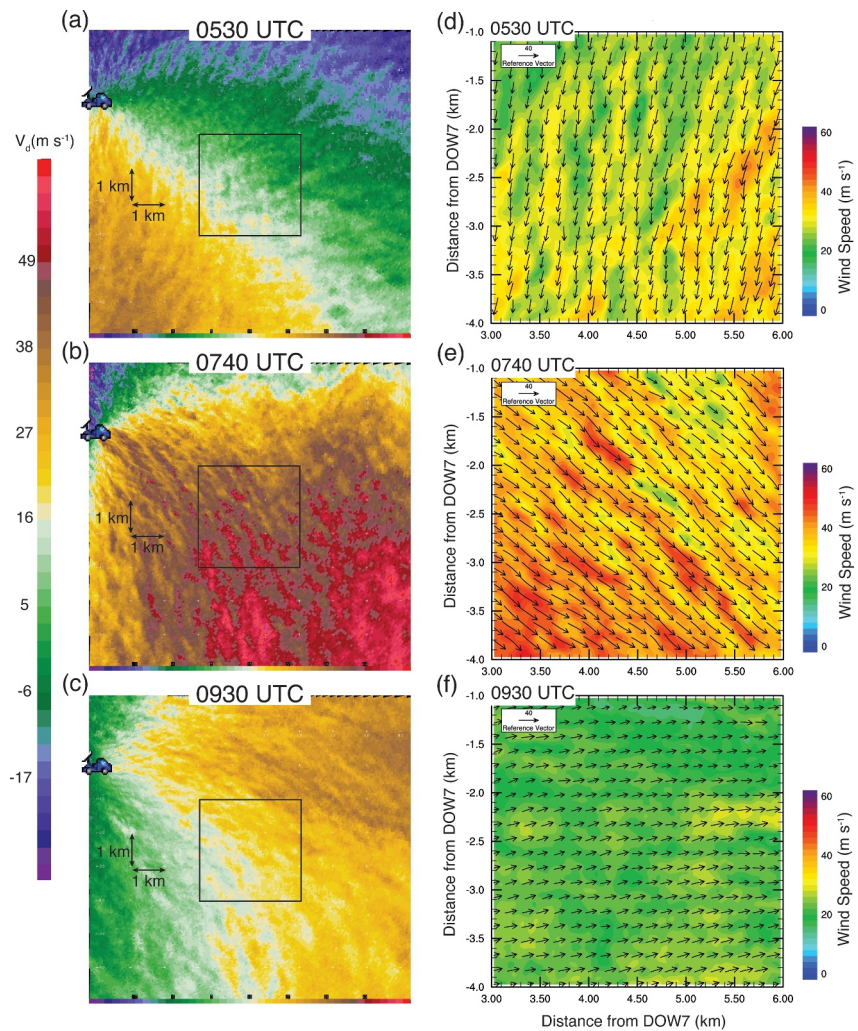 (a)
0530 UTC
1 km
1 km
V_d(m s⁻¹)
49
38
27
16
5
-6
-17
(b)
0740 UTC
1 km
1 km
(c)
0930 UTC
1 km
1 km
(d)
0530 UTC
40
Reference Vector
-1.0
-1.5
-2.0
-2.5
-3.0
-3.5
-4.0
3.00 3.50 4.00 4.50 5.00 5.50 6.00
Distance from DOW7 (km)
60
40
20
0
Wind Speed (m s⁻¹)
(e)
0740 UTC
40
Reference Vector
-1.0
-1.5
-2.0
-2.5
-3.0
-3.5
-4.0
3.00 3.50 4.00 4.50 5.00 5.50 6.00
Distance from DOW7 (km)
60
40
20
0
Wind Speed (m s⁻¹)
(f)
0930 UTC
40
Reference Vector
-1.0
-1.5
-2.0
-2.5
-3.0
-3.5
-4.0
3.00 3.50 4.00 4.50 5.00 5.50 6.00
Distance from DOW7 (km)
Distance from DOW7 (km)
60
40
20
0
Wind Speed (m s⁻¹)